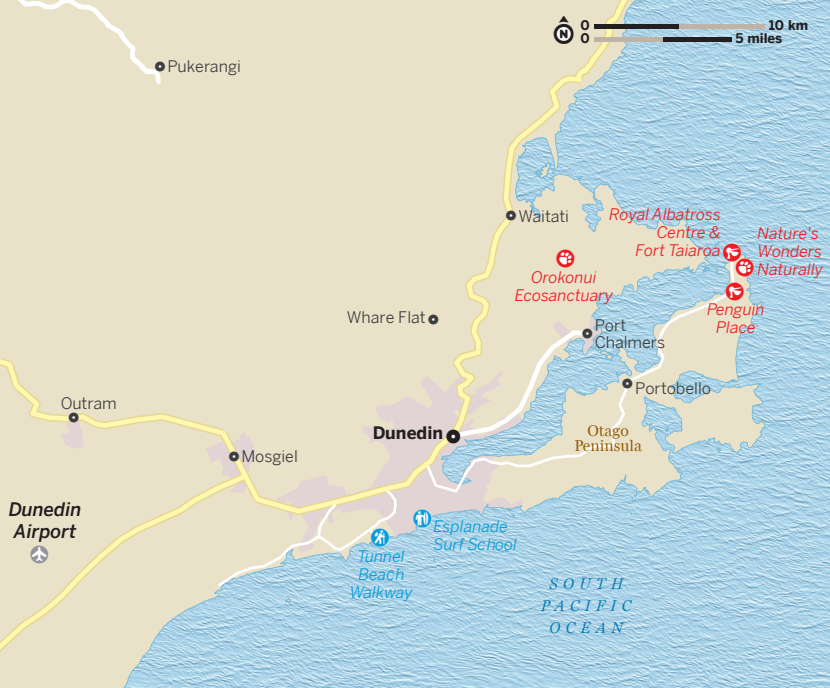 N
0 10 km
0 5 miles
Pukerangi
Waitati
Royal Albatross
Centre &
Fort Taiaroa
Nature's
Wonders
Naturally
Orokonui
Ecosanctuary
Penguin
Place
Whare Flat
Port
Chalmers
Portobello
Outram
Dunedin
Otago
Peninsula
Mosgiel
Dunedin
Airport
Esplanade
Surf School
Tunnel
Beach
Walkway
SOUTH
PACIFIC
OCEAN